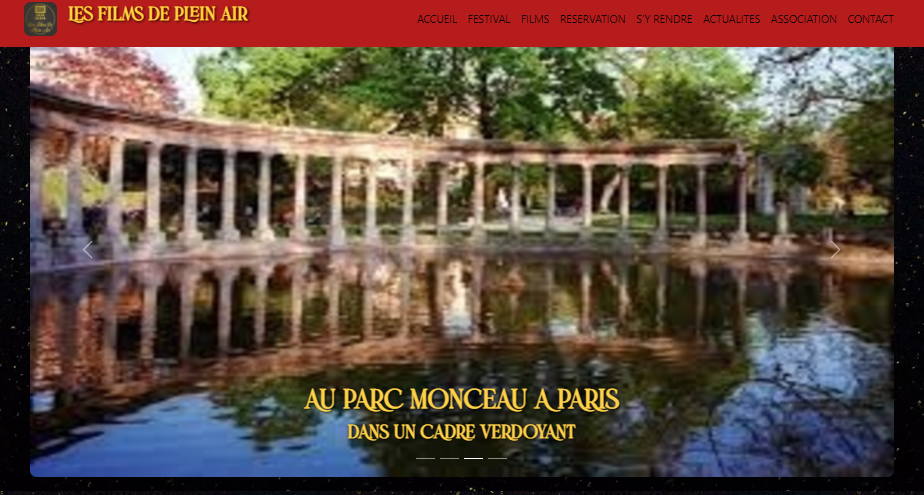 LES FILMS DE PLEIN AIR
ACCUEIL FESTIVAL FILMS RESERVATION S'Y RENDRE ACTUALITES ASSOCIATION CONTACT
AU PARC MONCEAU A PARIS
DANS UN CADRE VERDOYANT